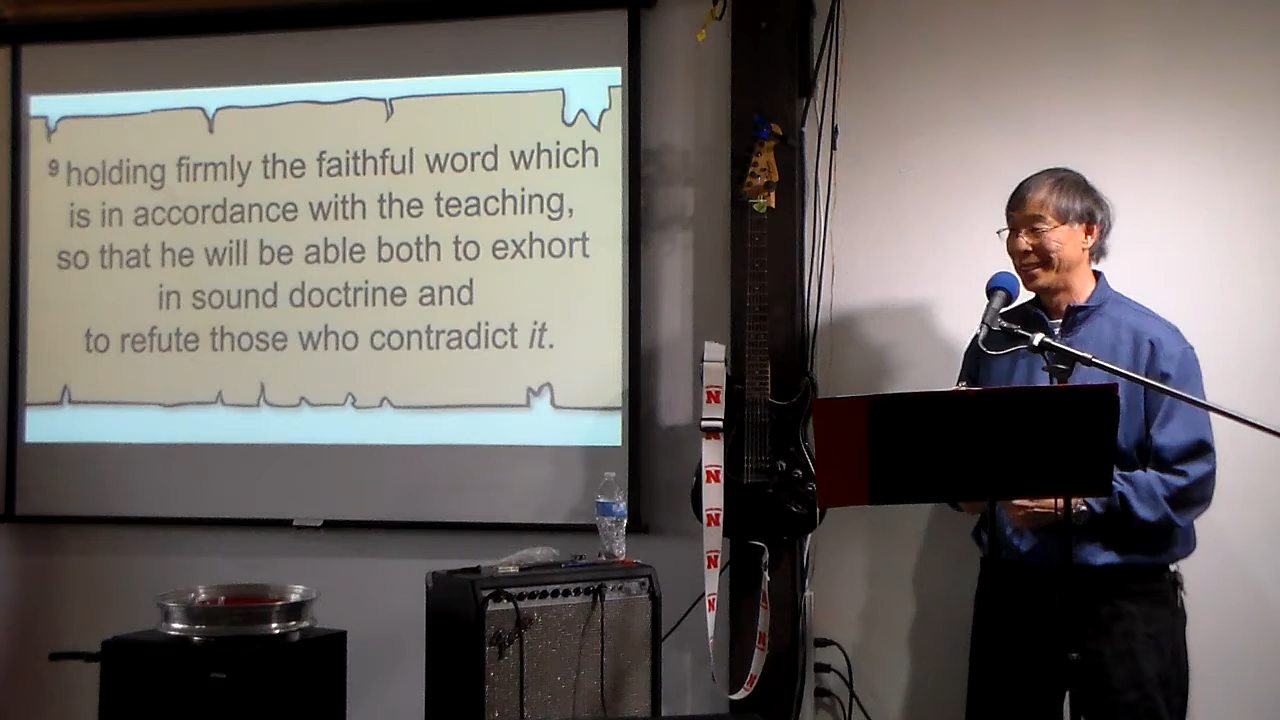 9 holding firmly the faithful word which
is in accordance with the teaching,
so that he will be able both to exhort
in sound doctrine and
to refute those who contradict it.
N
N
N
N
N
N
N
Fender